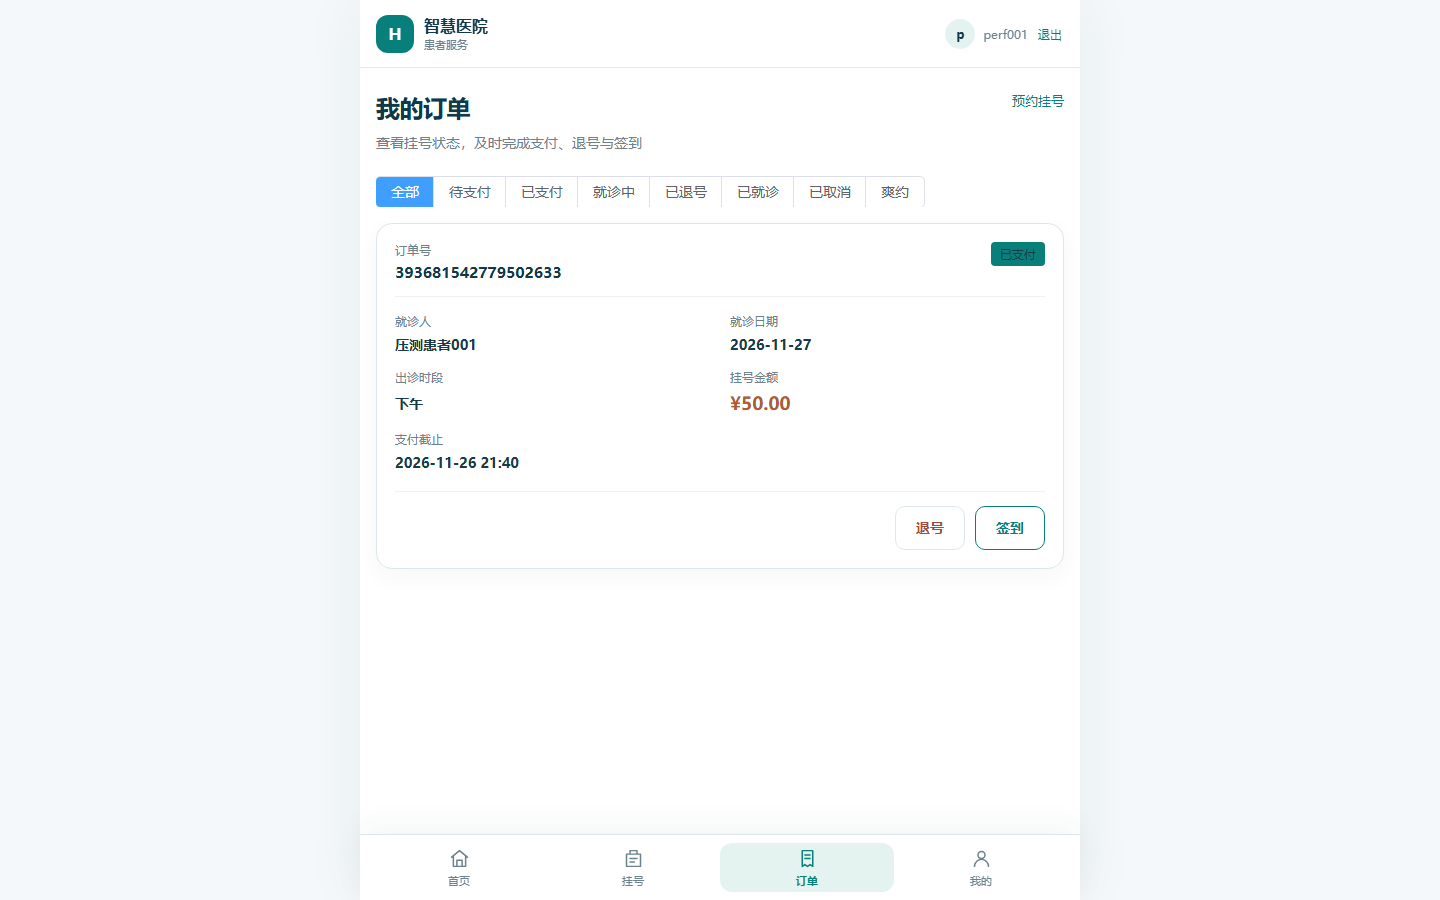 H
智慧医院
患者服务
p
perf001
退出
我的订单
预约挂号
查看挂号状态，及时完成支付、退号与签到
全部
待支付
已支付
就诊中
已退号
已就诊
已取消
爽约
订单号
393681542779502633
已支付
就诊人
压测患者001
就诊日期
2026-11-27
出诊时段
下午
挂号金额
¥50.00
支付截止
2026-11-26 21:40
退号
签到
首页
挂号
订单
我的